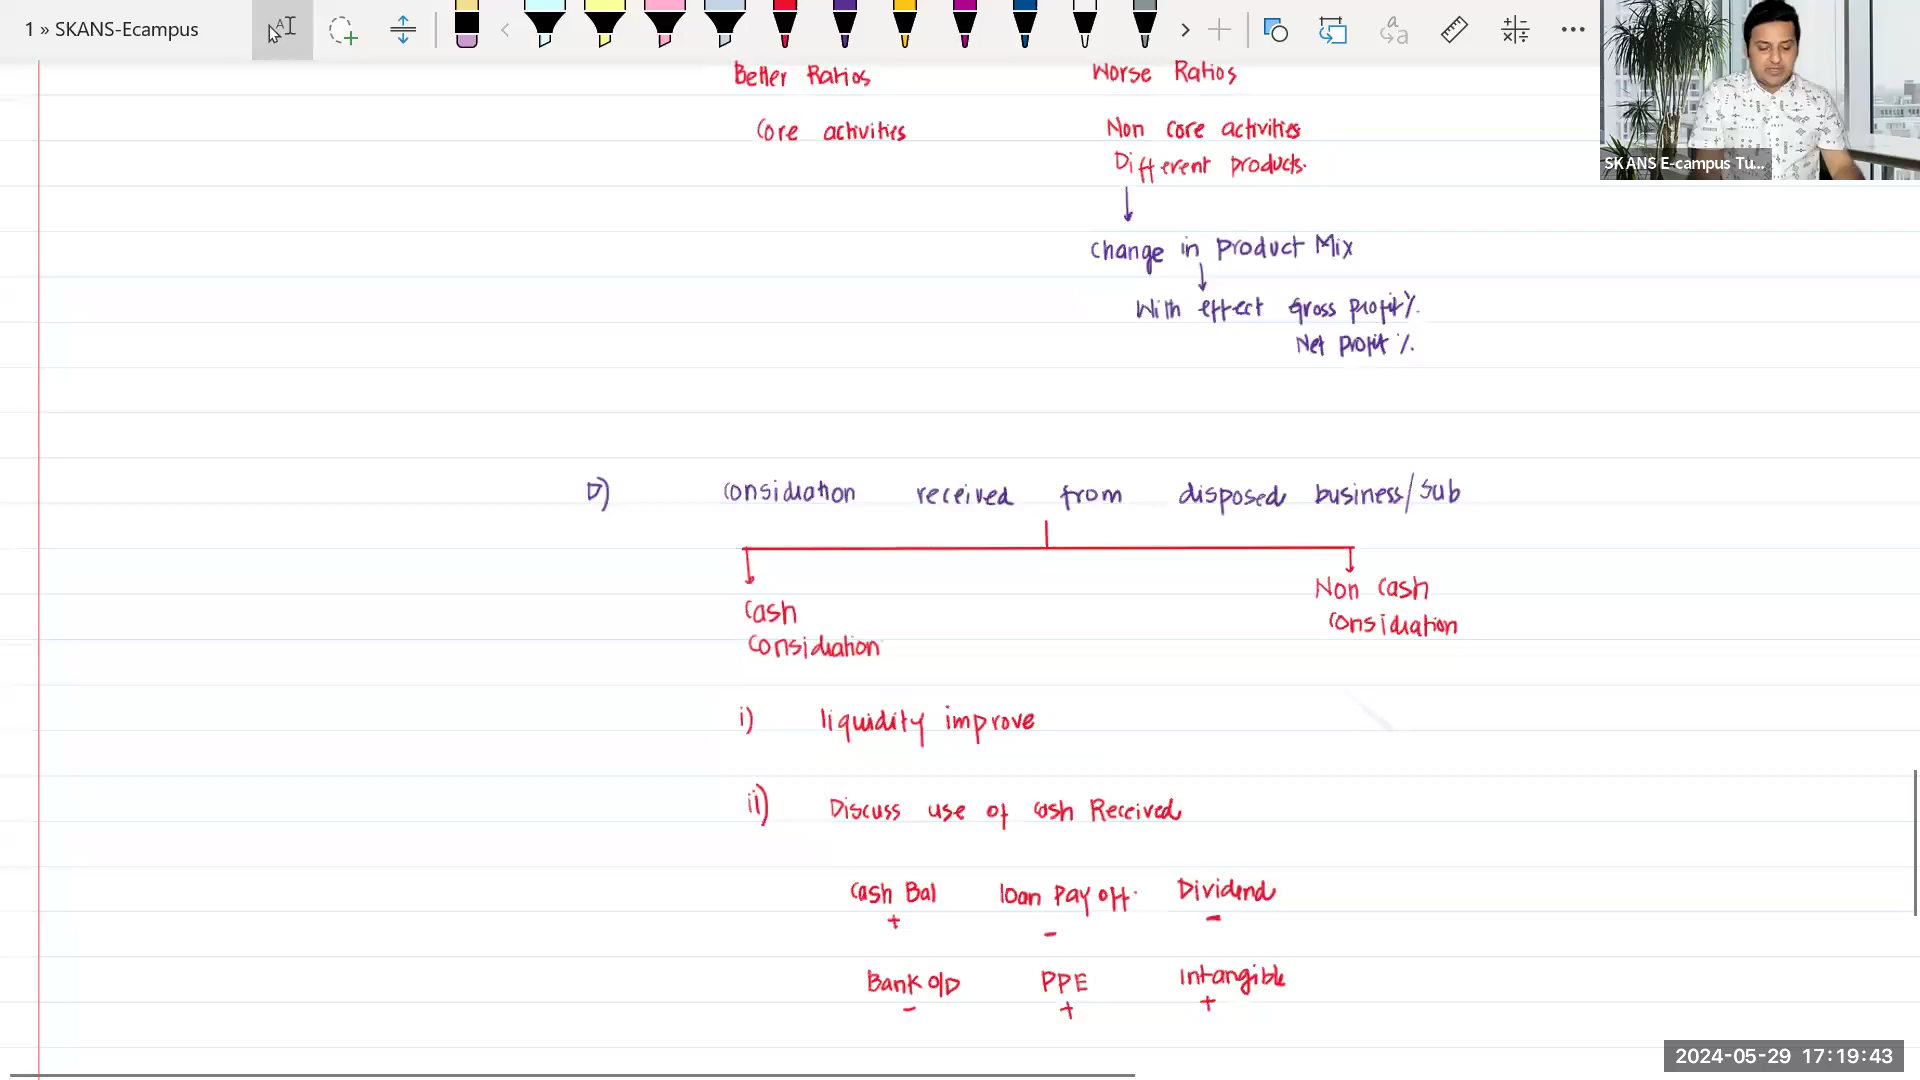 1 » SKANS-Ecampus
Better Ratios
Worse Ratios
Core activities
Non core activities
Different products.
SKANS E-campus Tu...
Change in product Mix
With effect Gross profit %.
Net profit %.
D) Considration received from disposed business/sub
Cash
Considration
Non Cash
Considration
i) liquidity improve
ii) Discuss use of cash Received
Cash Bal loan Pay off. Dividend
+ - -
Bank O/D PPE Intangible
- + +
2024-05-29 17:19:43